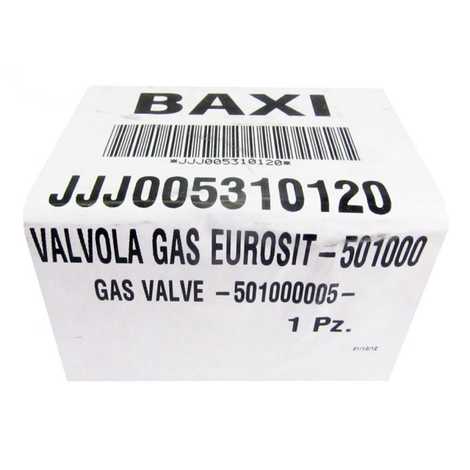 BAXI
*JJJ005310120*
JJJ005310120
VALVOLA GAS EUROSIT-501000
GAS VALVE -501000005-
1 Pz.